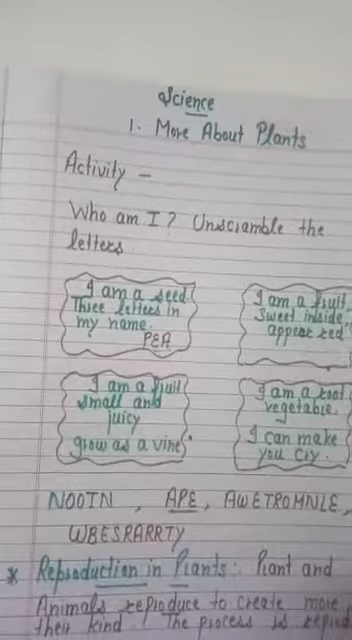 Science
1. More About Plants
Activity -
Who am I? Unscramble the
letters
I am a seed
Three letters in
my name.
PEA
I am a fruit
Sweet inside
appear red
I am a fruit
small and
juicy
grow as a vine
I am a root
vegetable.
I can make
you cry.
NOOIN, APE, AWETROMNLE,
WBESRARRTY
* Reproduction in Plants: Plant and
Animals reproduce to create more
their kind The process is